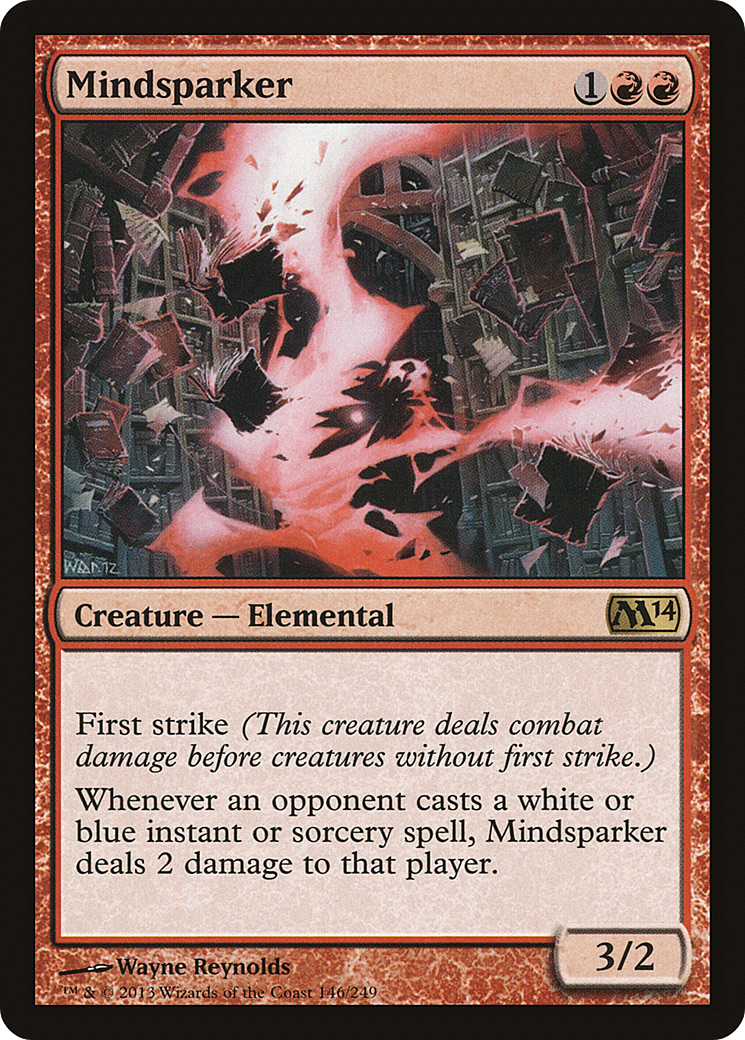 Mindsparker
1
WAR12
Creature — Elemental
M14
First strike (This creature deals combat
damage before creatures without first strike.)
Whenever an opponent casts a white or
blue instant or sorcery spell, Mindsparker
deals 2 damage to that player.
3/2
Wayne Reynolds
™ & © 2013 Wizards of the Coast 146/249